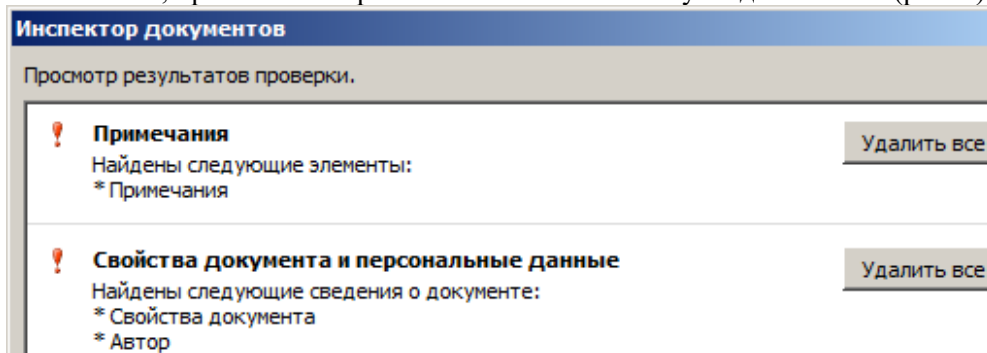 Инспектор документов
Просмотр результатов проверки.
Примечания
Удалить все
Найдены следующие элементы:
* Примечания
Свойства документа и персональные данные
Удалить все
Найдены следующие сведения о документе:
* Свойства документа
* Автор